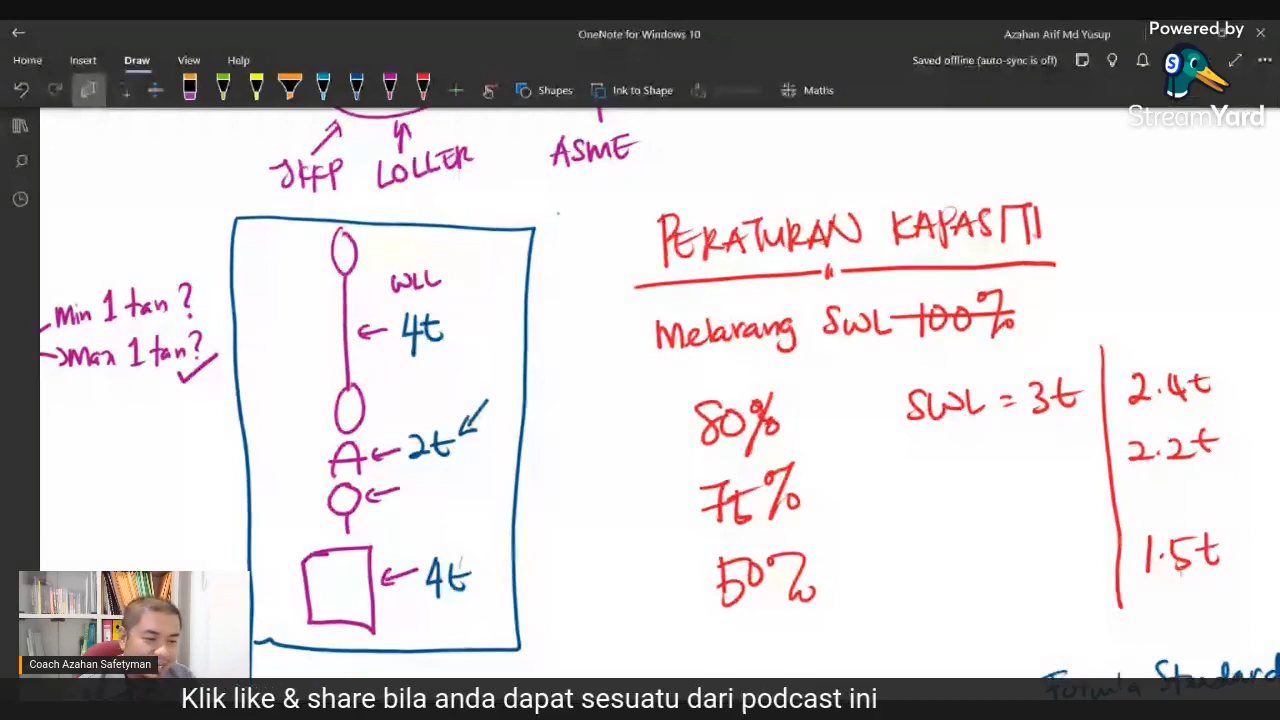 Powered by
StreamYard
OneNote for Windows 10
Azahan Arif Md Yusup
Home Insert Draw View Help
Saved offline (auto-sync is off)
Shapes
Ink to Shape
Maths
JKKP LOLLER
ASME
Min 1 tan?
Max 1 tan?
WLL
4t
A
2t
4t
PERATURAN KAPASITI
Melarang SWL 100%
80%
75%
50%
SWL = 3t
2.4t
2.2t
1.5t
Formula Standard
Coach Azahan Safetyman
Klik like & share bila anda dapat sesuatu dari podcast ini